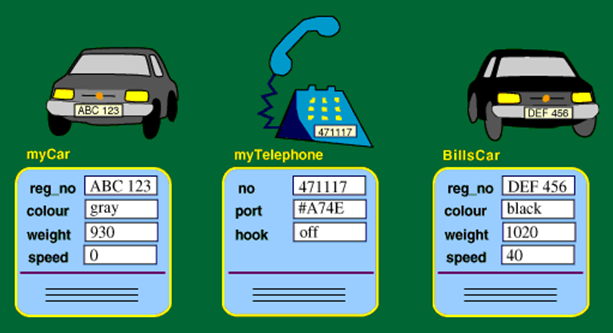 ABC 123
471117
DEF 456
myCar
reg_no ABC 123
colour gray
weight 930
speed 0
myTelephone
no 471117
port #A74E
hook off
BillsCar
reg_no DEF 456
colour black
weight 1020
speed 40